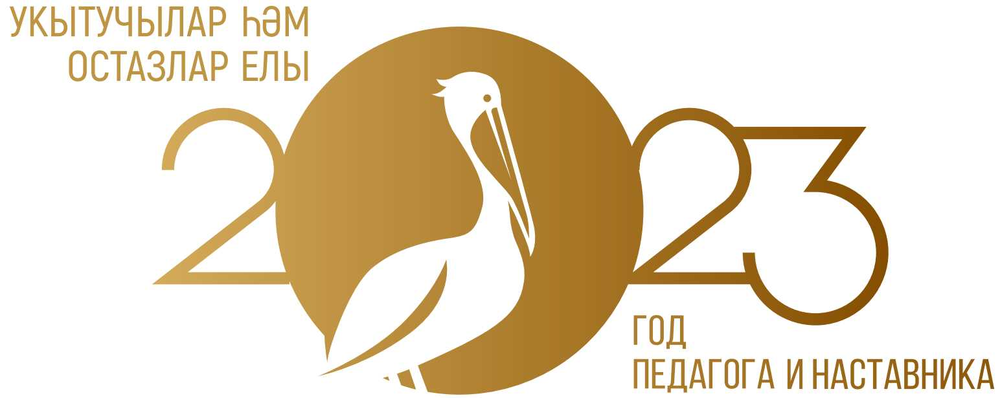 УКЫТУЧЫЛАР ҺӘМ
ОСТАЗЛАР ЕЛЫ
2023
ГОД
ПЕДАГОГА И НАСТАВНИКА